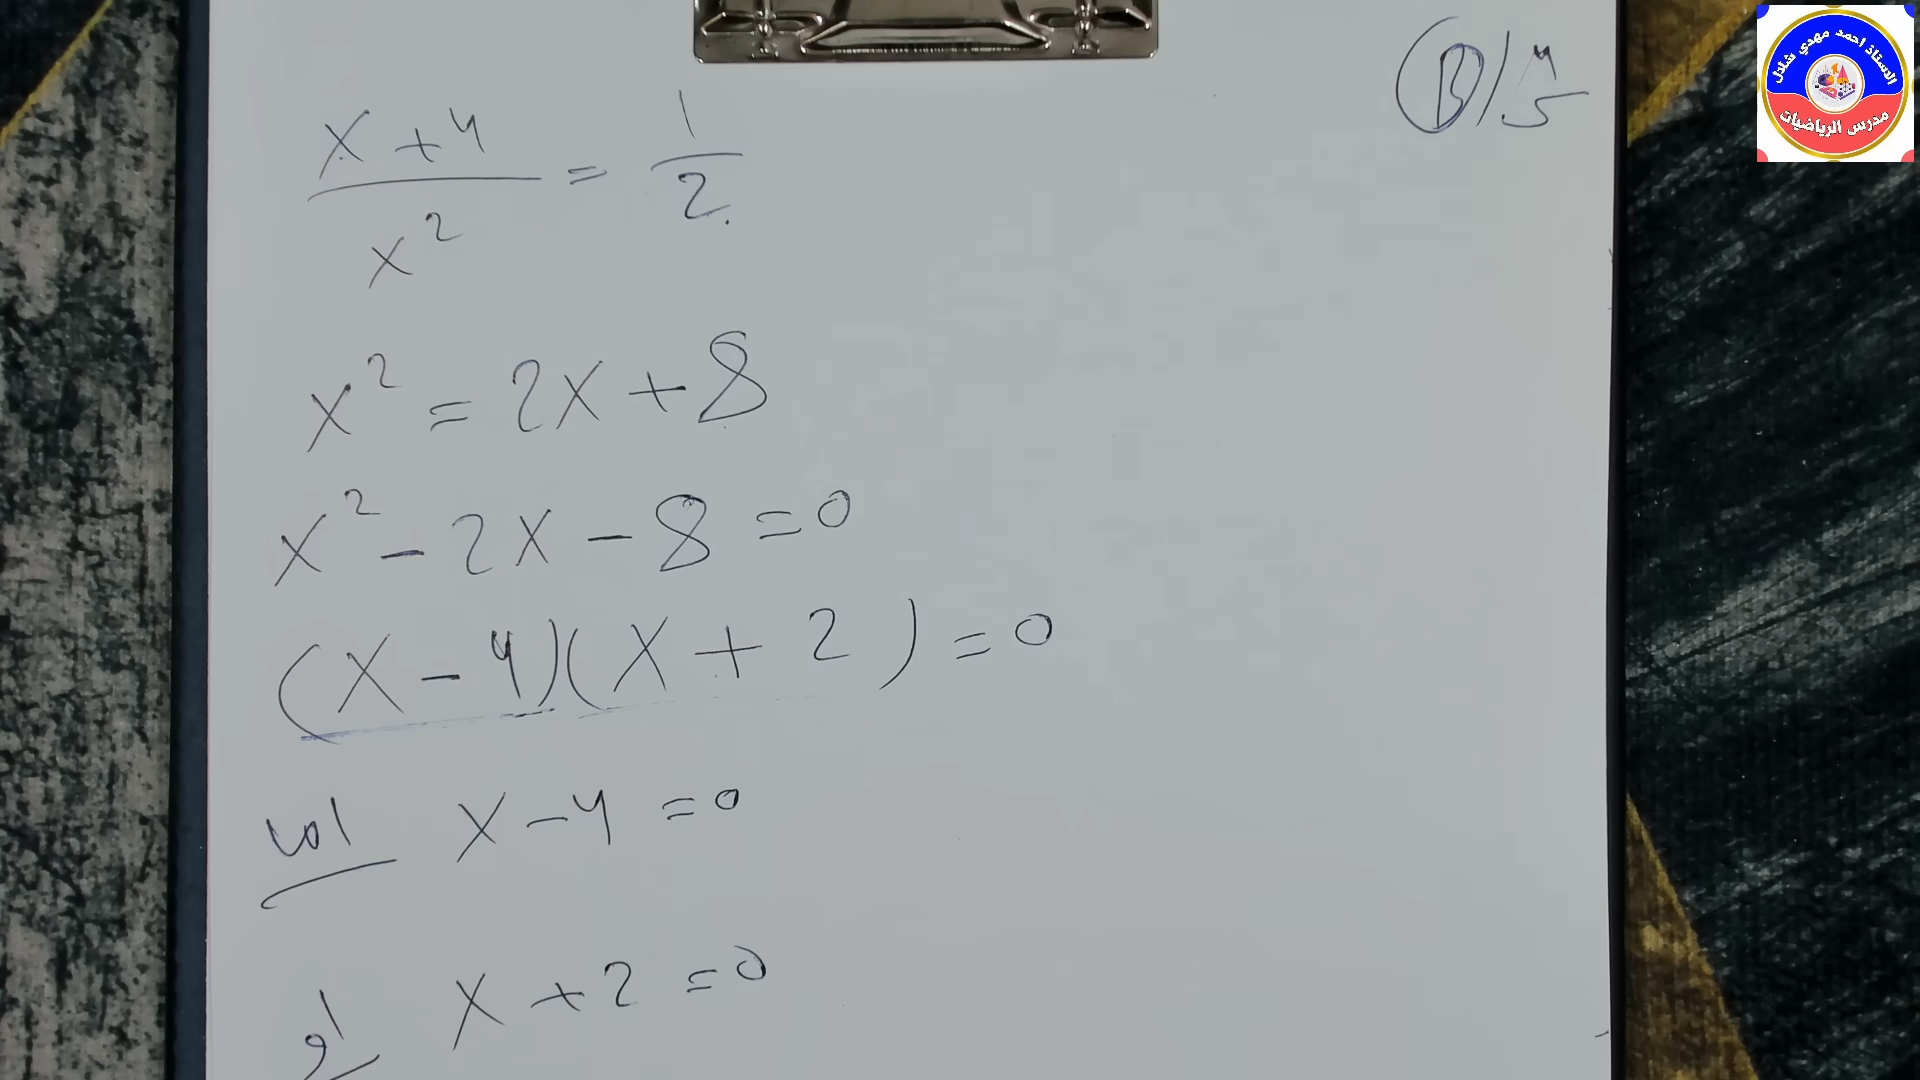 الاستاذ احمد مهدي شلال
مدرس الرياضيات
(x+4)/x² = 1/2
x² = 2x + 8
x² - 2x - 8 = 0
(x - 4)(x + 2) = 0
اما x - 4 = 0
او x + 2 = 0